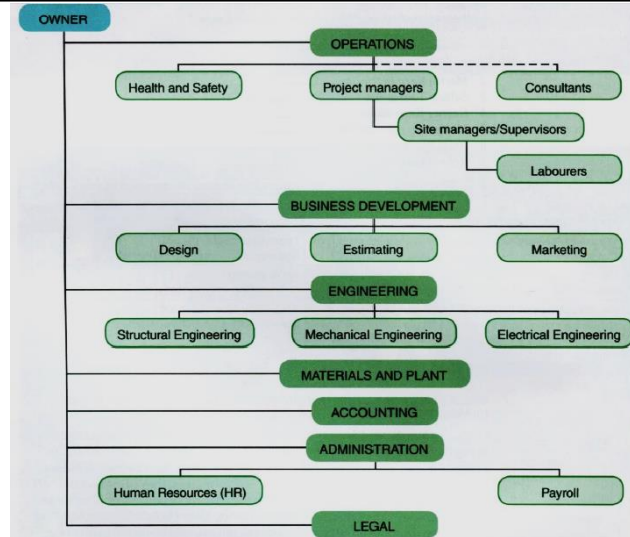 OWNER
OPERATIONS
Health and Safety
Project managers
Consultants
Site managers/Supervisors
Labourers
BUSINESS DEVELOPMENT
Design
Estimating
Marketing
ENGINEERING
Structural Engineering
Mechanical Engineering
Electrical Engineering
MATERIALS AND PLANT
ACCOUNTING
ADMINISTRATION
Human Resources (HR)
Payroll
LEGAL